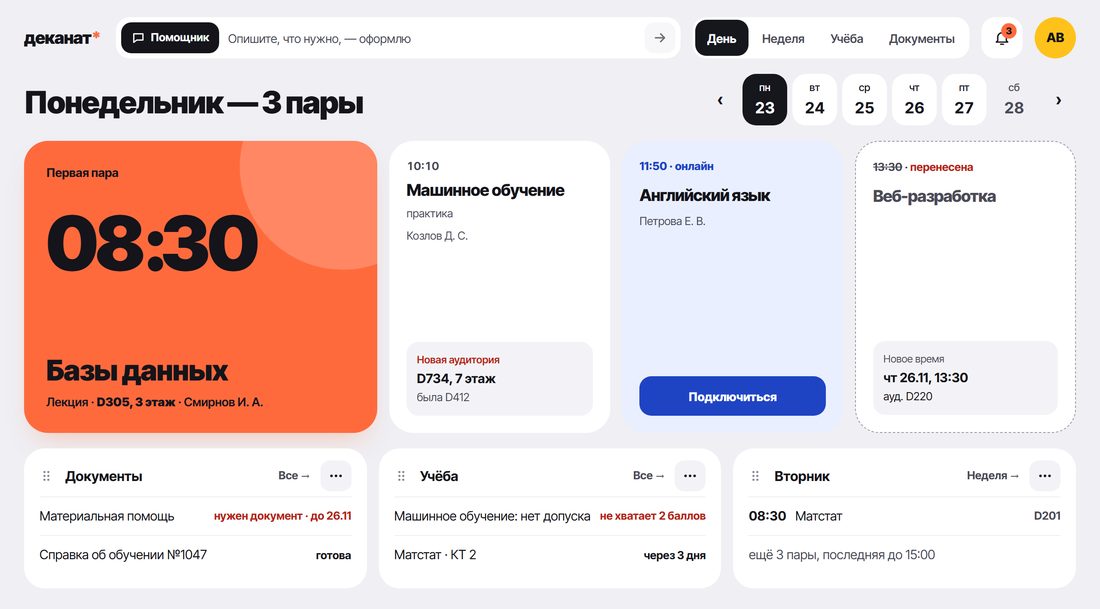 деканат*
Помощник
Опишите, что нужно, — оформлю
→
День
Неделя
Учёба
Документы
3
АВ
Понедельник — 3 пары
‹
пн
23
вт
24
ср
25
чт
26
пт
27
сб
28
›
Первая пара
08:30
Базы данных
Лекция · D305, 3 этаж · Смирнов И. А.
10:10
Машинное обучение
практика
Козлов Д. С.
Новая аудитория
D734, 7 этаж
была D412
11:50 · онлайн
Английский язык
Петрова Е. В.
Подключиться
13:30 · перенесена
Веб-разработка
Новое время
чт 26.11, 13:30
ауд. D220
Документы
Все →
Материальная помощь
нужен документ · до 26.11
Справка об обучении №1047
готова
Учёба
Все →
Машинное обучение: нет допуска
не хватает 2 баллов
Матстат · КТ 2
через 3 дня
Вторник
Неделя →
08:30 Матстат
D201
ещё 3 пары, последняя до 15:00